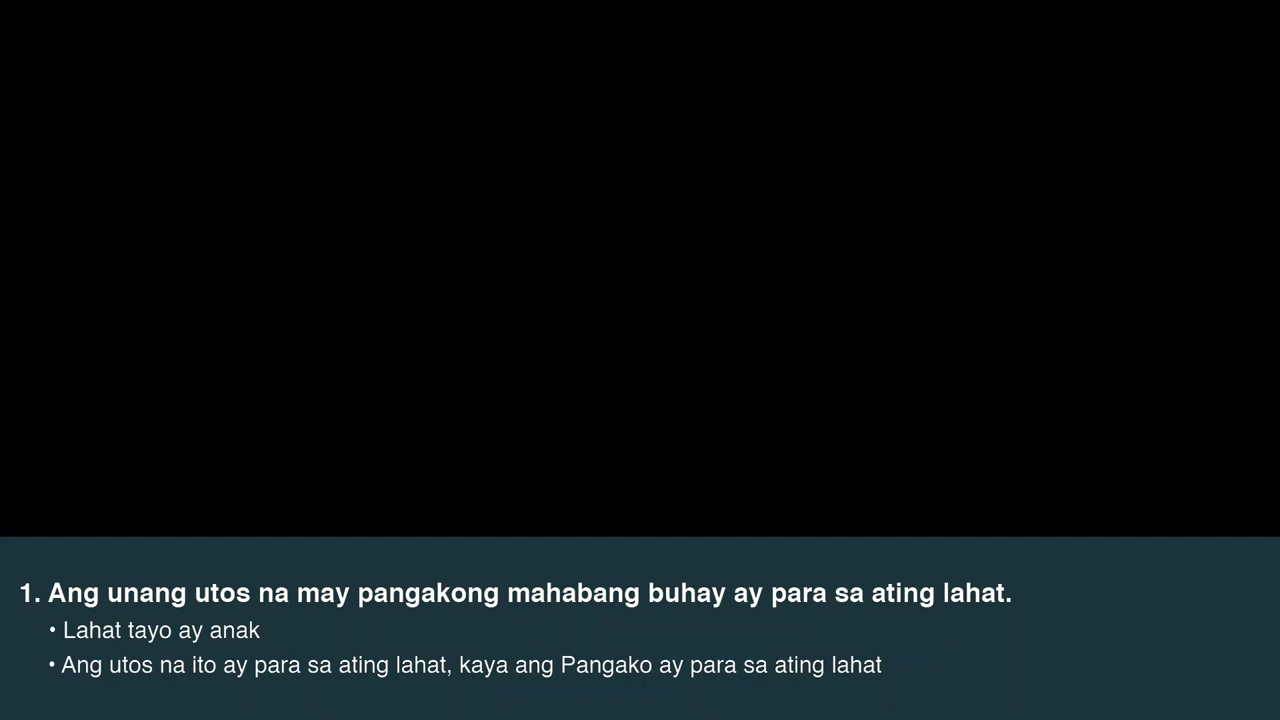 1. Ang unang utos na may pangakong mahabang buhay ay para sa ating lahat.
• Lahat tayo ay anak
• Ang utos na ito ay para sa ating lahat, kaya ang Pangako ay para sa ating lahat